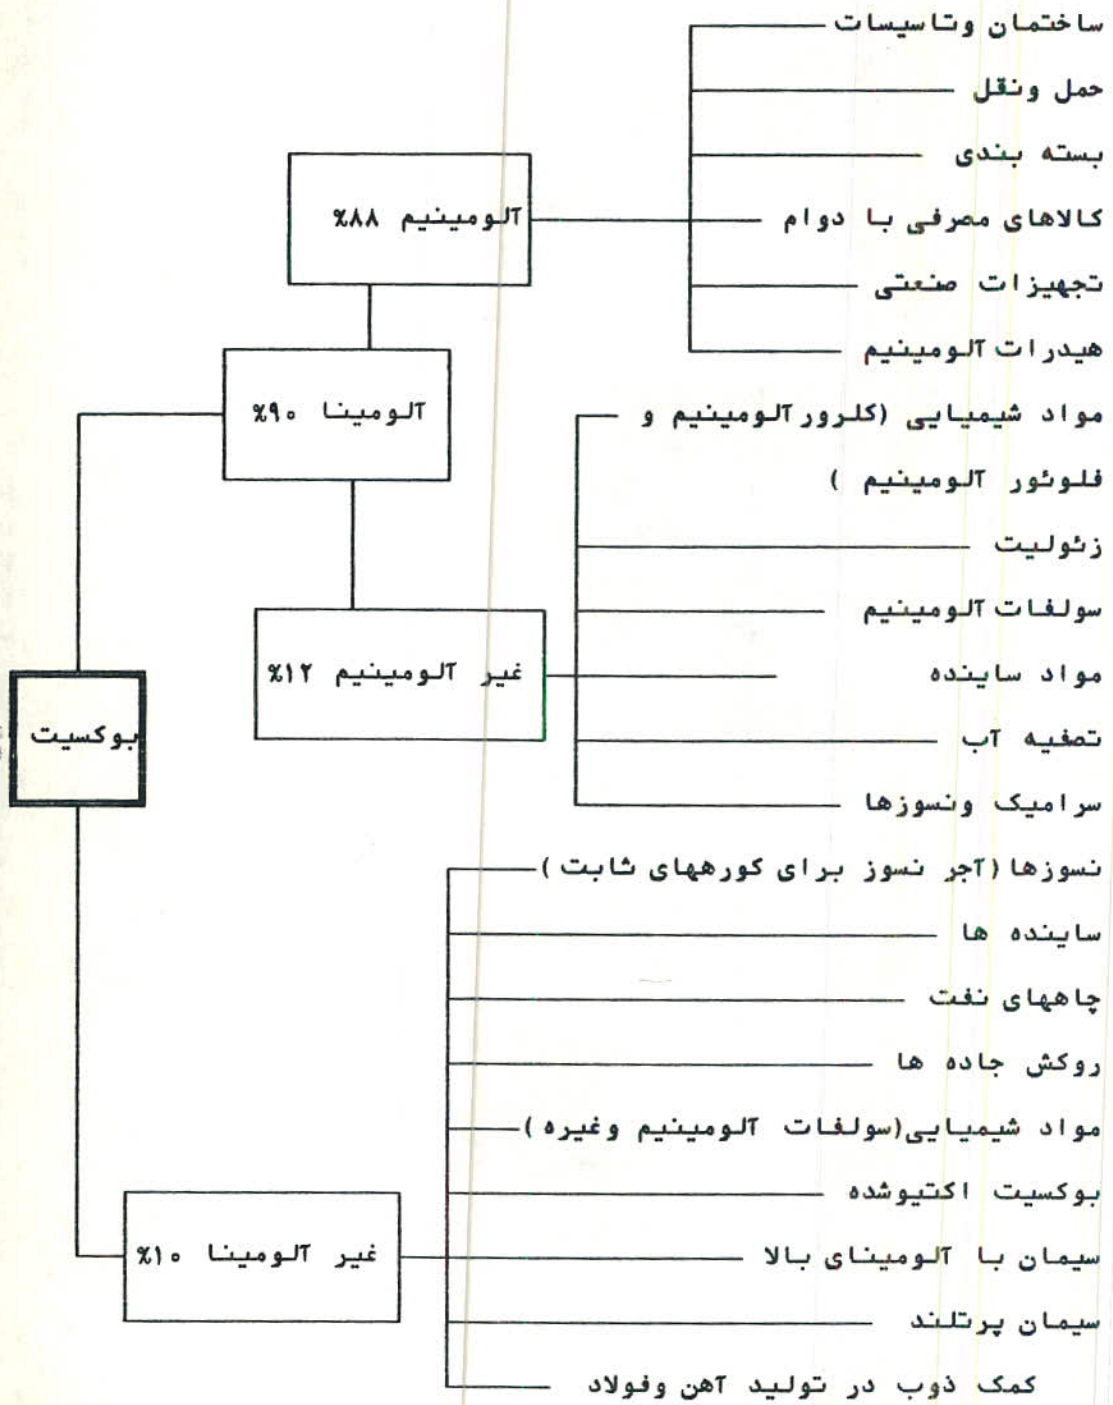 ساختمان وتاسیسات
حمل ونقل
بسته بندی
آلومینیم ۸۸%
کالاهای مصرفی با دوام
تجهیزات صنعتی
هیدرات آلومینیم
آلومینا ۹۰%
مواد شیمیایی (کلرور آلومینیم و
فلوئور آلومینیم )
زئولیت
سولفات آلومینیم
غیر آلومینیم ۱۲%
مواد ساینده
بوکسیت
تصفیه آب
سرامیک ونسوزها
نسوزها (آجر نسوز برای کورههای ثابت )
ساینده ها
چاههای نفت
روکش جاده ها
مواد شیمیایی(سولفات آلومینیم وغیره )
بوکسیت اکتیوشده
غیر آلومینا ۱۰%
سیمان با آلومینای بالا
سیمان پرتلند
کمک ذوب در تولید آهن وفولاد